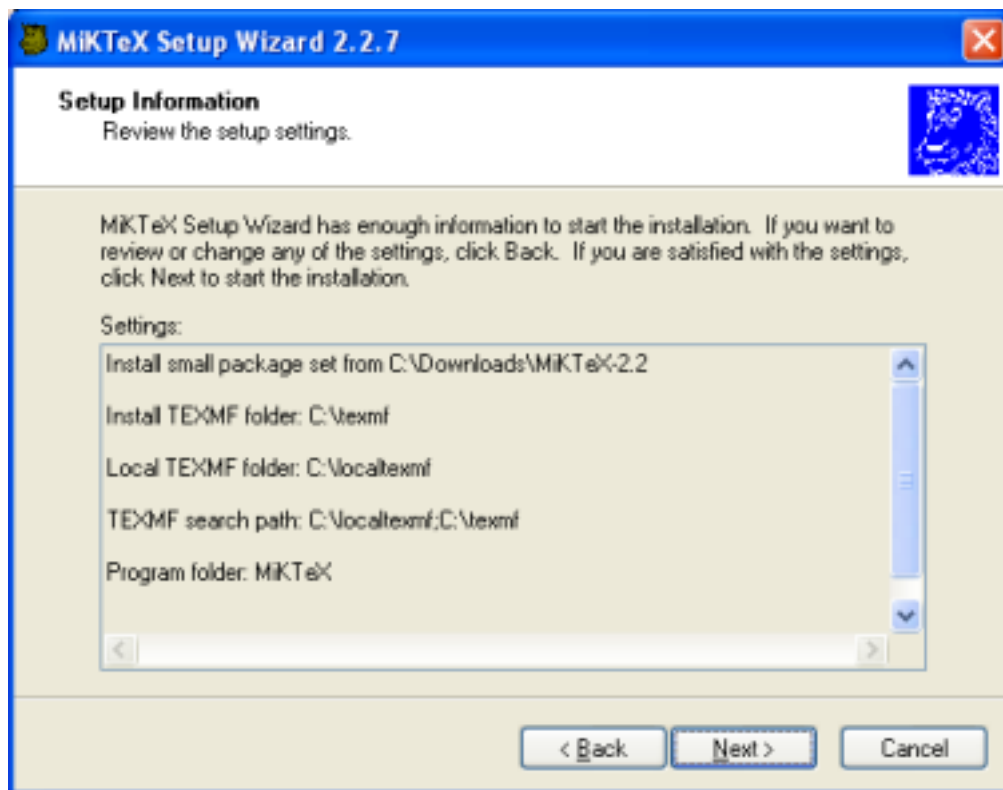 MiKTeX Setup Wizard 2.2.7
Setup Information
Review the setup settings.
MiKTeX Setup Wizard has enough information to start the installation.  If you want to
review or change any of the settings, click Back.  If you are satisfied with the settings,
click Next to start the installation.
Settings:
Install small package set from C:\Downloads\MiKTeX-2.2
Install TEXMF folder: C:\texmf
Local TEXMF folder: C:\localtexmf
TEXMF search path: C:\localtexmf;C:\texmf
Program folder: MiKTeX
< Back
Next >
Cancel